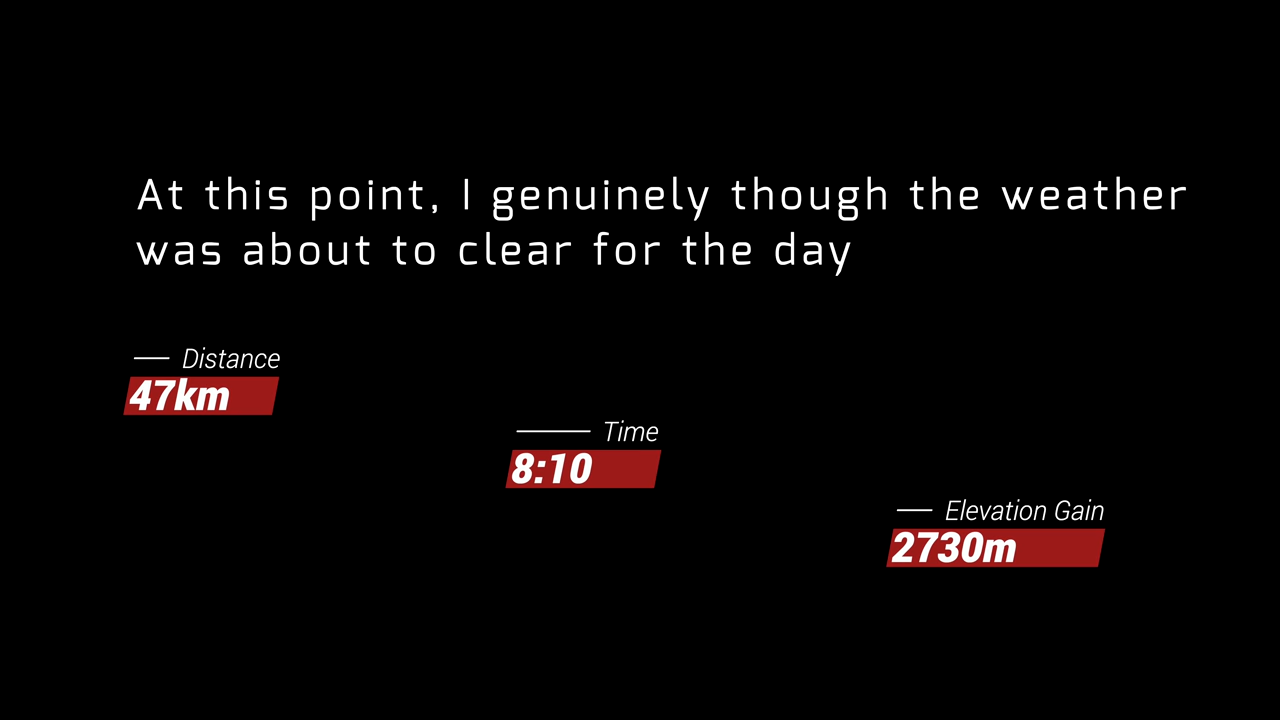 At this point, I genuinely though the weather
was about to clear for the day
Distance
47km
Time
8:10
Elevation Gain
2730m